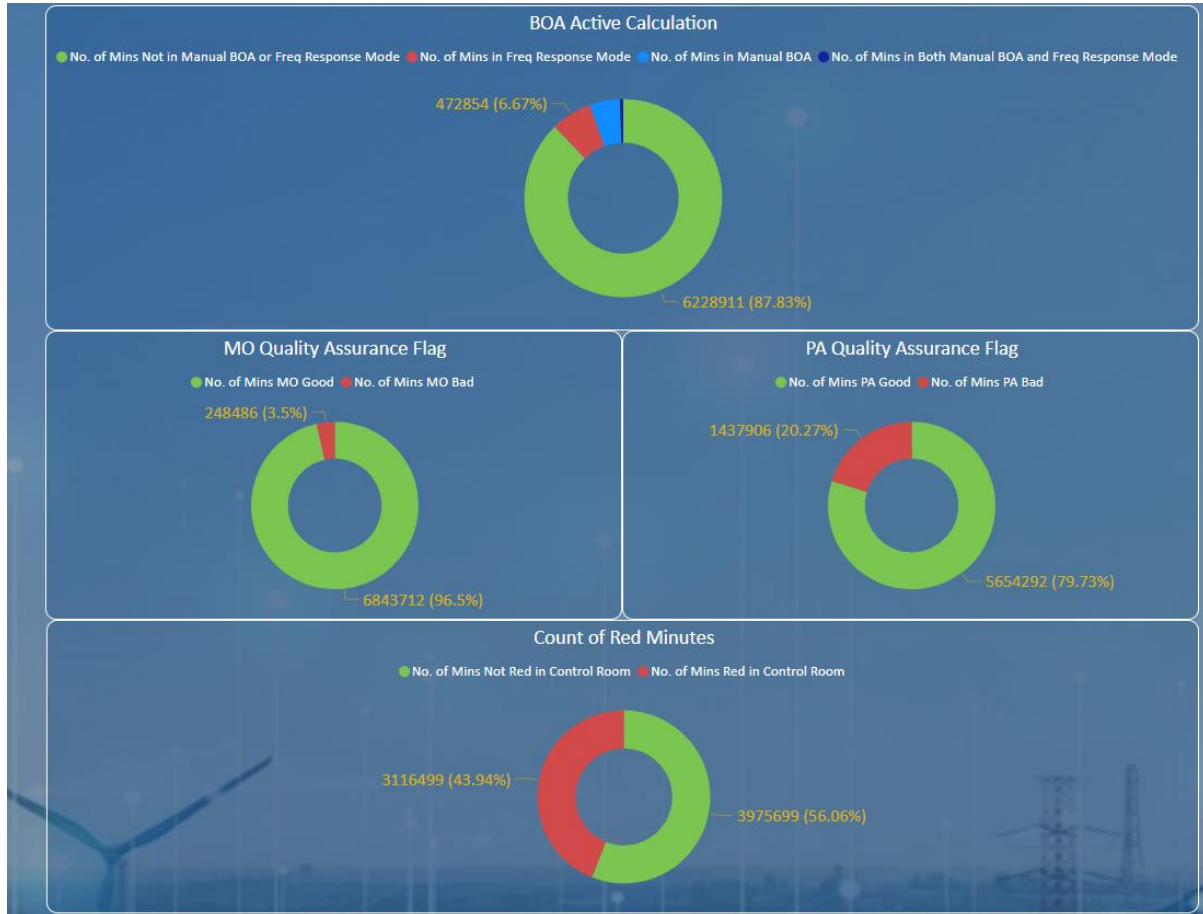 BOA Active Calculation
No. of Mins Not in Manual BOA or Freq Response Mode No. of Mins in Freq Response Mode No. of Mins in Manual BOA No. of Mins in Both Manual BOA and Freq Response Mode
472854 (6.67%)
6228911 (87.83%)
MO Quality Assurance Flag
No. of Mins MO Good No. of Mins MO Bad
248486 (3.5%)
6843712 (96.5%)
PA Quality Assurance Flag
No. of Mins PA Good No. of Mins PA Bad
1437906 (20.27%)
5654292 (79.73%)
Count of Red Minutes
No. of Mins Not Red in Control Room No. of Mins Red in Control Room
3116499 (43.94%)
3975699 (56.06%)